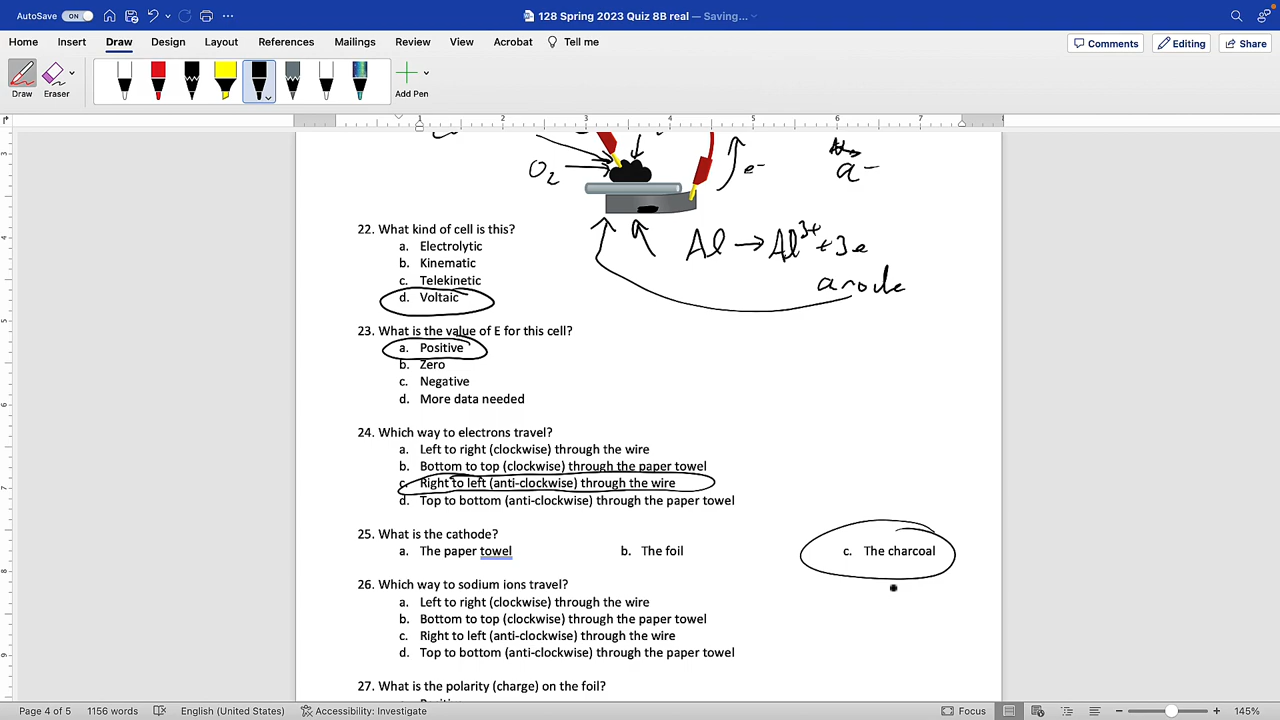 AutoSave ON 128 Spring 2023 Quiz 8B real — Saving...
Home Insert Draw Design Layout References Mailings Review View Acrobat Tell me Comments Editing Share
Draw Eraser Add Pen
1 2 3 4 5 6 7
O2 e- a-
22. What kind of cell is this?
a. Electrolytic
b. Kinematic
c. Telekinetic
d. Voltaic
Al → Al3+ + 3e
anode
23. What is the value of E for this cell?
a. Positive
b. Zero
c. Negative
d. More data needed
24. Which way to electrons travel?
a. Left to right (clockwise) through the wire
b. Bottom to top (clockwise) through the paper towel
c. Right to left (anti-clockwise) through the wire
d. Top to bottom (anti-clockwise) through the paper towel
25. What is the cathode?
a. The paper towel b. The foil c. The charcoal
26. Which way to sodium ions travel?
a. Left to right (clockwise) through the wire
b. Bottom to top (clockwise) through the paper towel
c. Right to left (anti-clockwise) through the wire
d. Top to bottom (anti-clockwise) through the paper towel
27. What is the polarity (charge) on the foil?
Page 4 of 5 1156 words English (United States) Accessibility: Investigate Focus 145%